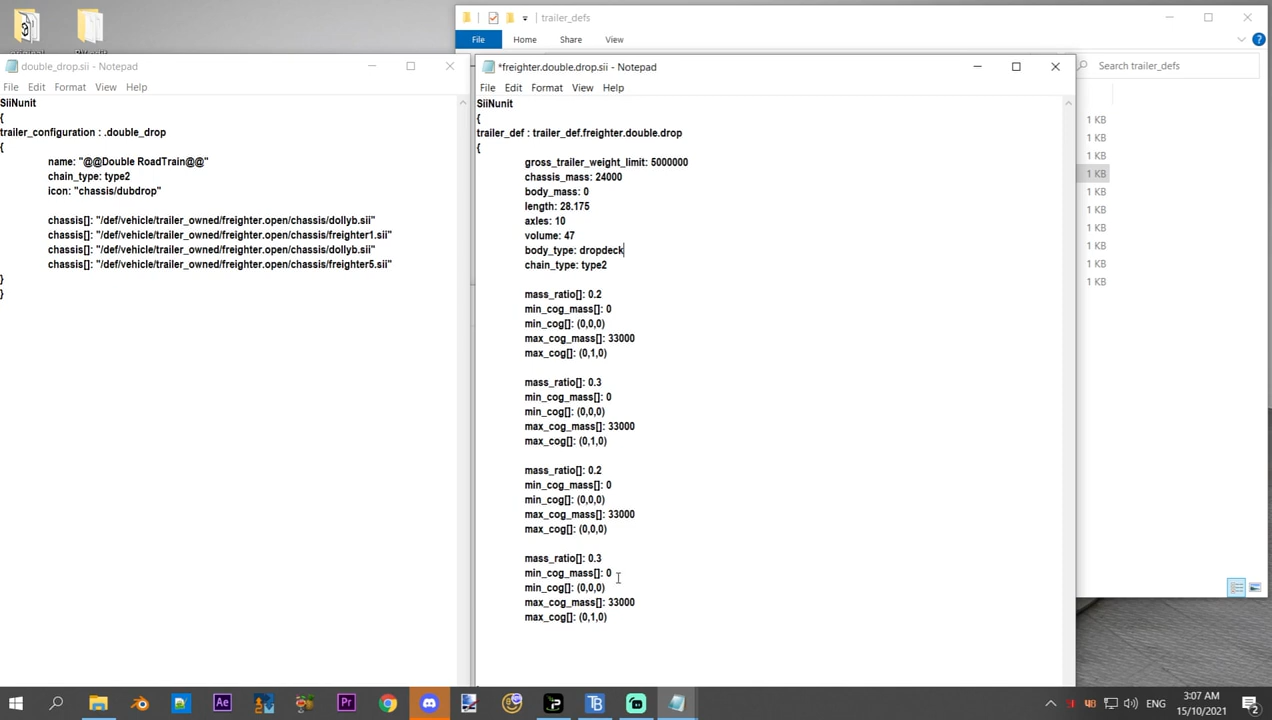 trailer_defs
File Home Share View
Search trailer_defs
double_drop.sii - Notepad
File Edit Format View Help
SiiNunit
{
trailer_configuration : .double_drop
{
name: "@@Double RoadTrain@@"
chain_type: type2
icon: "chassis/dubdrop"
chassis[]: "/def/vehicle/trailer_owned/freighter.open/chassis/dollyb.sii"
chassis[]: "/def/vehicle/trailer_owned/freighter.open/chassis/freighter1.sii"
chassis[]: "/def/vehicle/trailer_owned/freighter.open/chassis/dollyb.sii"
chassis[]: "/def/vehicle/trailer_owned/freighter.open/chassis/freighter5.sii"
}
}
*freighter.double.drop.sii - Notepad
File Edit Format View Help
SiiNunit
{
trailer_def : trailer_def.freighter.double.drop
{
gross_trailer_weight_limit: 5000000
chassis_mass: 24000
body_mass: 0
length: 28.175
axles: 10
volume: 47
body_type: dropdeck
chain_type: type2
mass_ratio[]: 0.2
min_cog_mass[]: 0
min_cog[]: (0,0,0)
max_cog_mass[]: 33000
max_cog[]: (0,1,0)
mass_ratio[]: 0.3
min_cog_mass[]: 0
min_cog[]: (0,0,0)
max_cog_mass[]: 33000
max_cog[]: (0,1,0)
mass_ratio[]: 0.2
min_cog_mass[]: 0
min_cog[]: (0,0,0)
max_cog_mass[]: 33000
max_cog[]: (0,0,0)
mass_ratio[]: 0.3
min_cog_mass[]: 0
min_cog[]: (0,0,0)
max_cog_mass[]: 33000
max_cog[]: (0,1,0)
1 KB
1 KB
1 KB
1 KB
1 KB
1 KB
1 KB
1 KB
1 KB
1 KB
Ae
Pr
TB
ENG
3:07 AM
15/10/2021
2